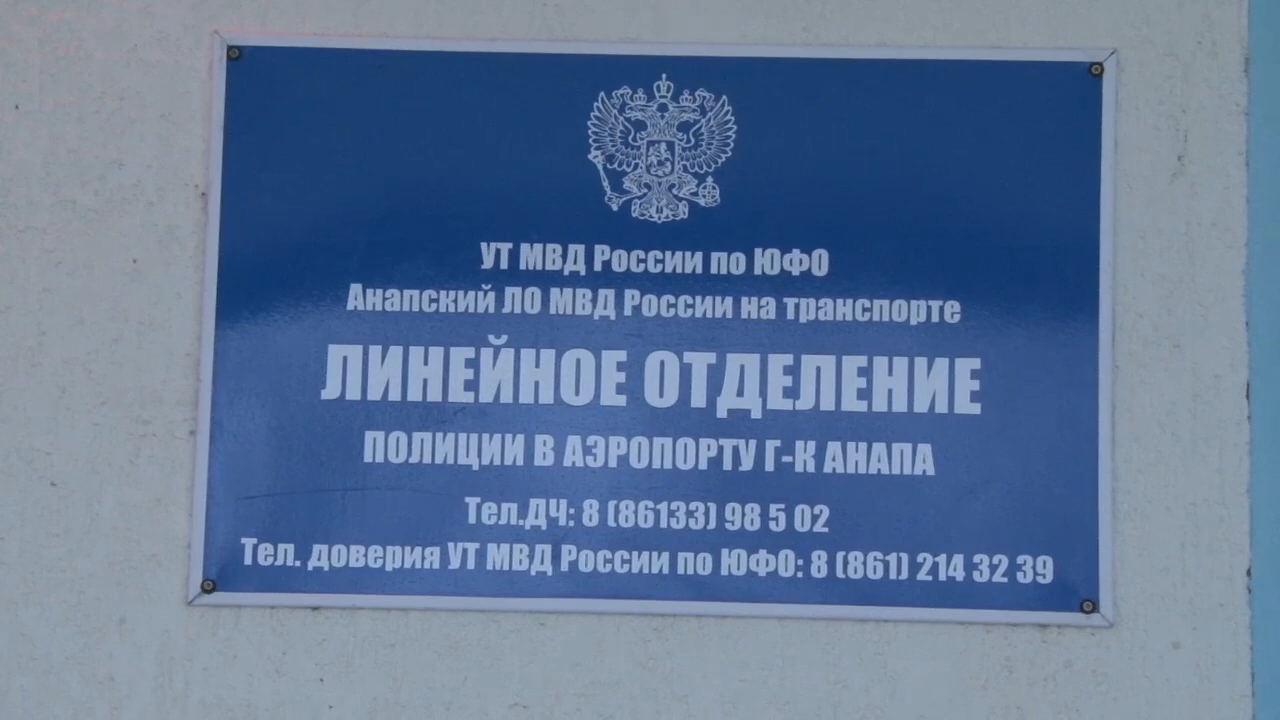 УТ МВД России по ЮФО
Анапский ЛО МВД России на транспорте
ЛИНЕЙНОЕ ОТДЕЛЕНИЕ
ПОЛИЦИИ В АЭРОПОРТУ Г-К АНАПА
Тел.ДЧ: 8 (86133) 98 5 02
Тел. доверия УТ МВД России по ЮФО: 8 (861) 214 32 39